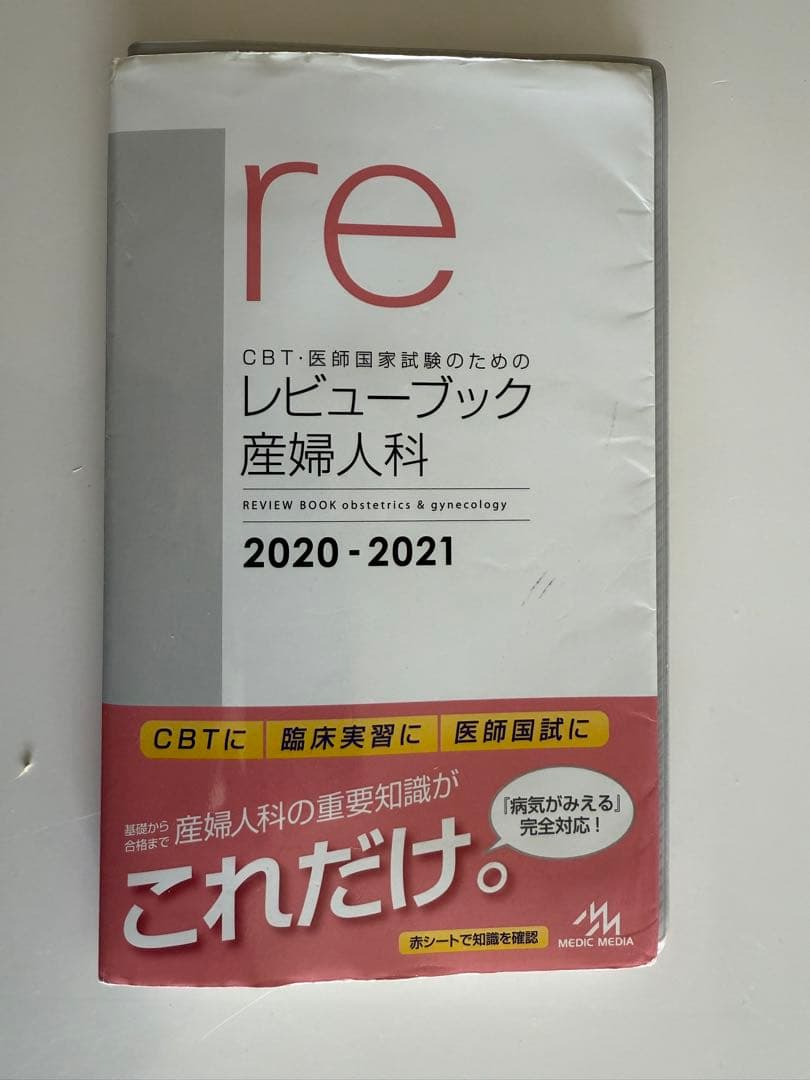 re
CBT・医師国家試験のための
レビューブック
産婦人科
REVIEW BOOK obstetrics & gynecology
2020-2021
CBTに 臨床実習に 医師国試に
基礎から
合格まで
産婦人科の重要知識が
これだけ。
『病気がみえる』
完全対応！
赤シートで知識を確認
MEDIC MEDIA